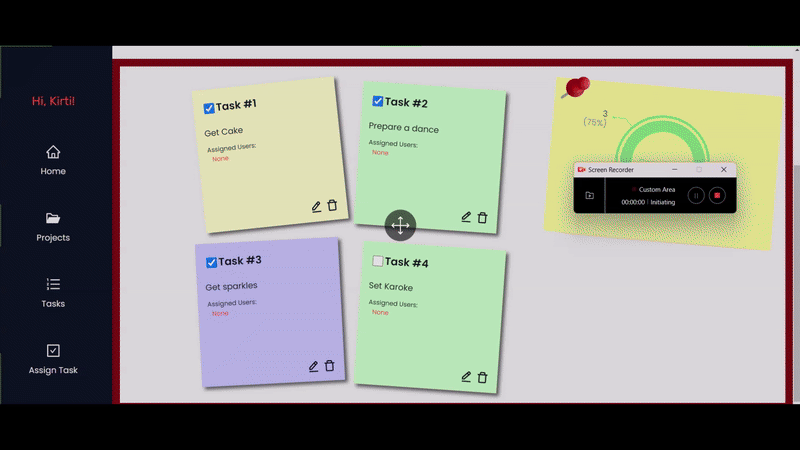 Hi, Kirti!
Home
Projects
Tasks
Assign Task
Task #1
Get Cake
Assigned Users:
None
Task #2
Prepare a dance
Assigned Users:
None
Task #3
Get sparkles
Assigned Users:
None
Task #4
Set Karoke
Assigned Users:
None
3
(75%)
Screen Recorder
Custom Area
00:00:00 Initiating